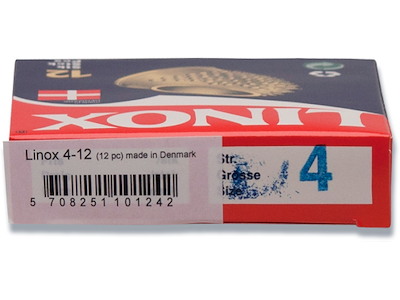 12
LINOX
Linox 4-12 (12 pc) made in Denmark
Str.
Grösse
Size
4
5 708251 101242